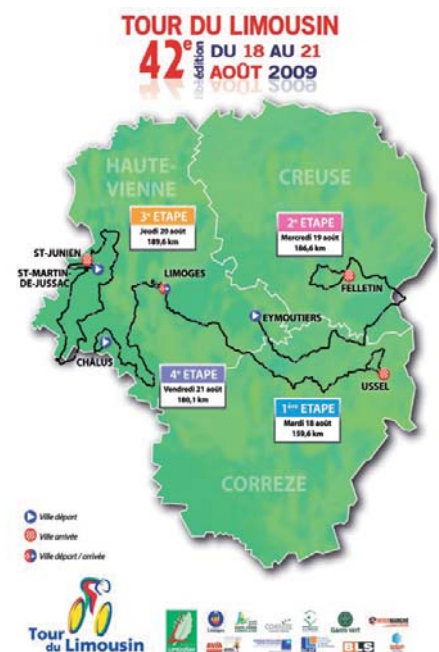 TOUR DU LIMOUSIN
42e édition DU 18 AU 21
AOÛT 2009
HAUTE-
VIENNE
CREUSE
3e ETAPE
Jeudi 20 août
189,6 km
2e ETAPE
Mercredi 19 août
186,6 km
ST-JUNIEN
ST-MARTIN-
DE-JUSSAC
LIMOGES
FELLETIN
EYMOUTIERS
CHÂLUS
4e ETAPE
Vendredi 21 août
180,1 km
USSEL
1ère ETAPE
Mardi 18 août
159,6 km
CORREZE
Ville départ
Ville arrivée
Ville départ / arrivée
Tour
du Limousin
BLS